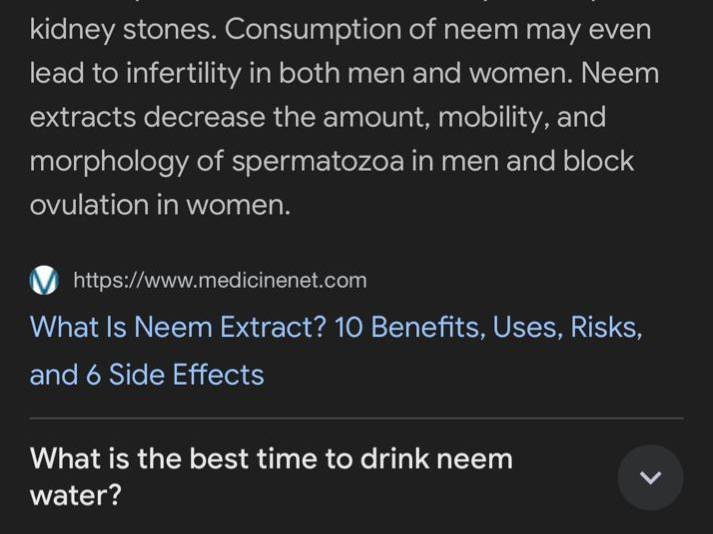 kidney stones. Consumption of neem may even
lead to infertility in both men and women. Neem
extracts decrease the amount, mobility, and
morphology of spermatozoa in men and block
ovulation in women.
https://www.medicinenet.com
What Is Neem Extract? 10 Benefits, Uses, Risks,
and 6 Side Effects
What is the best time to drink neem
water?